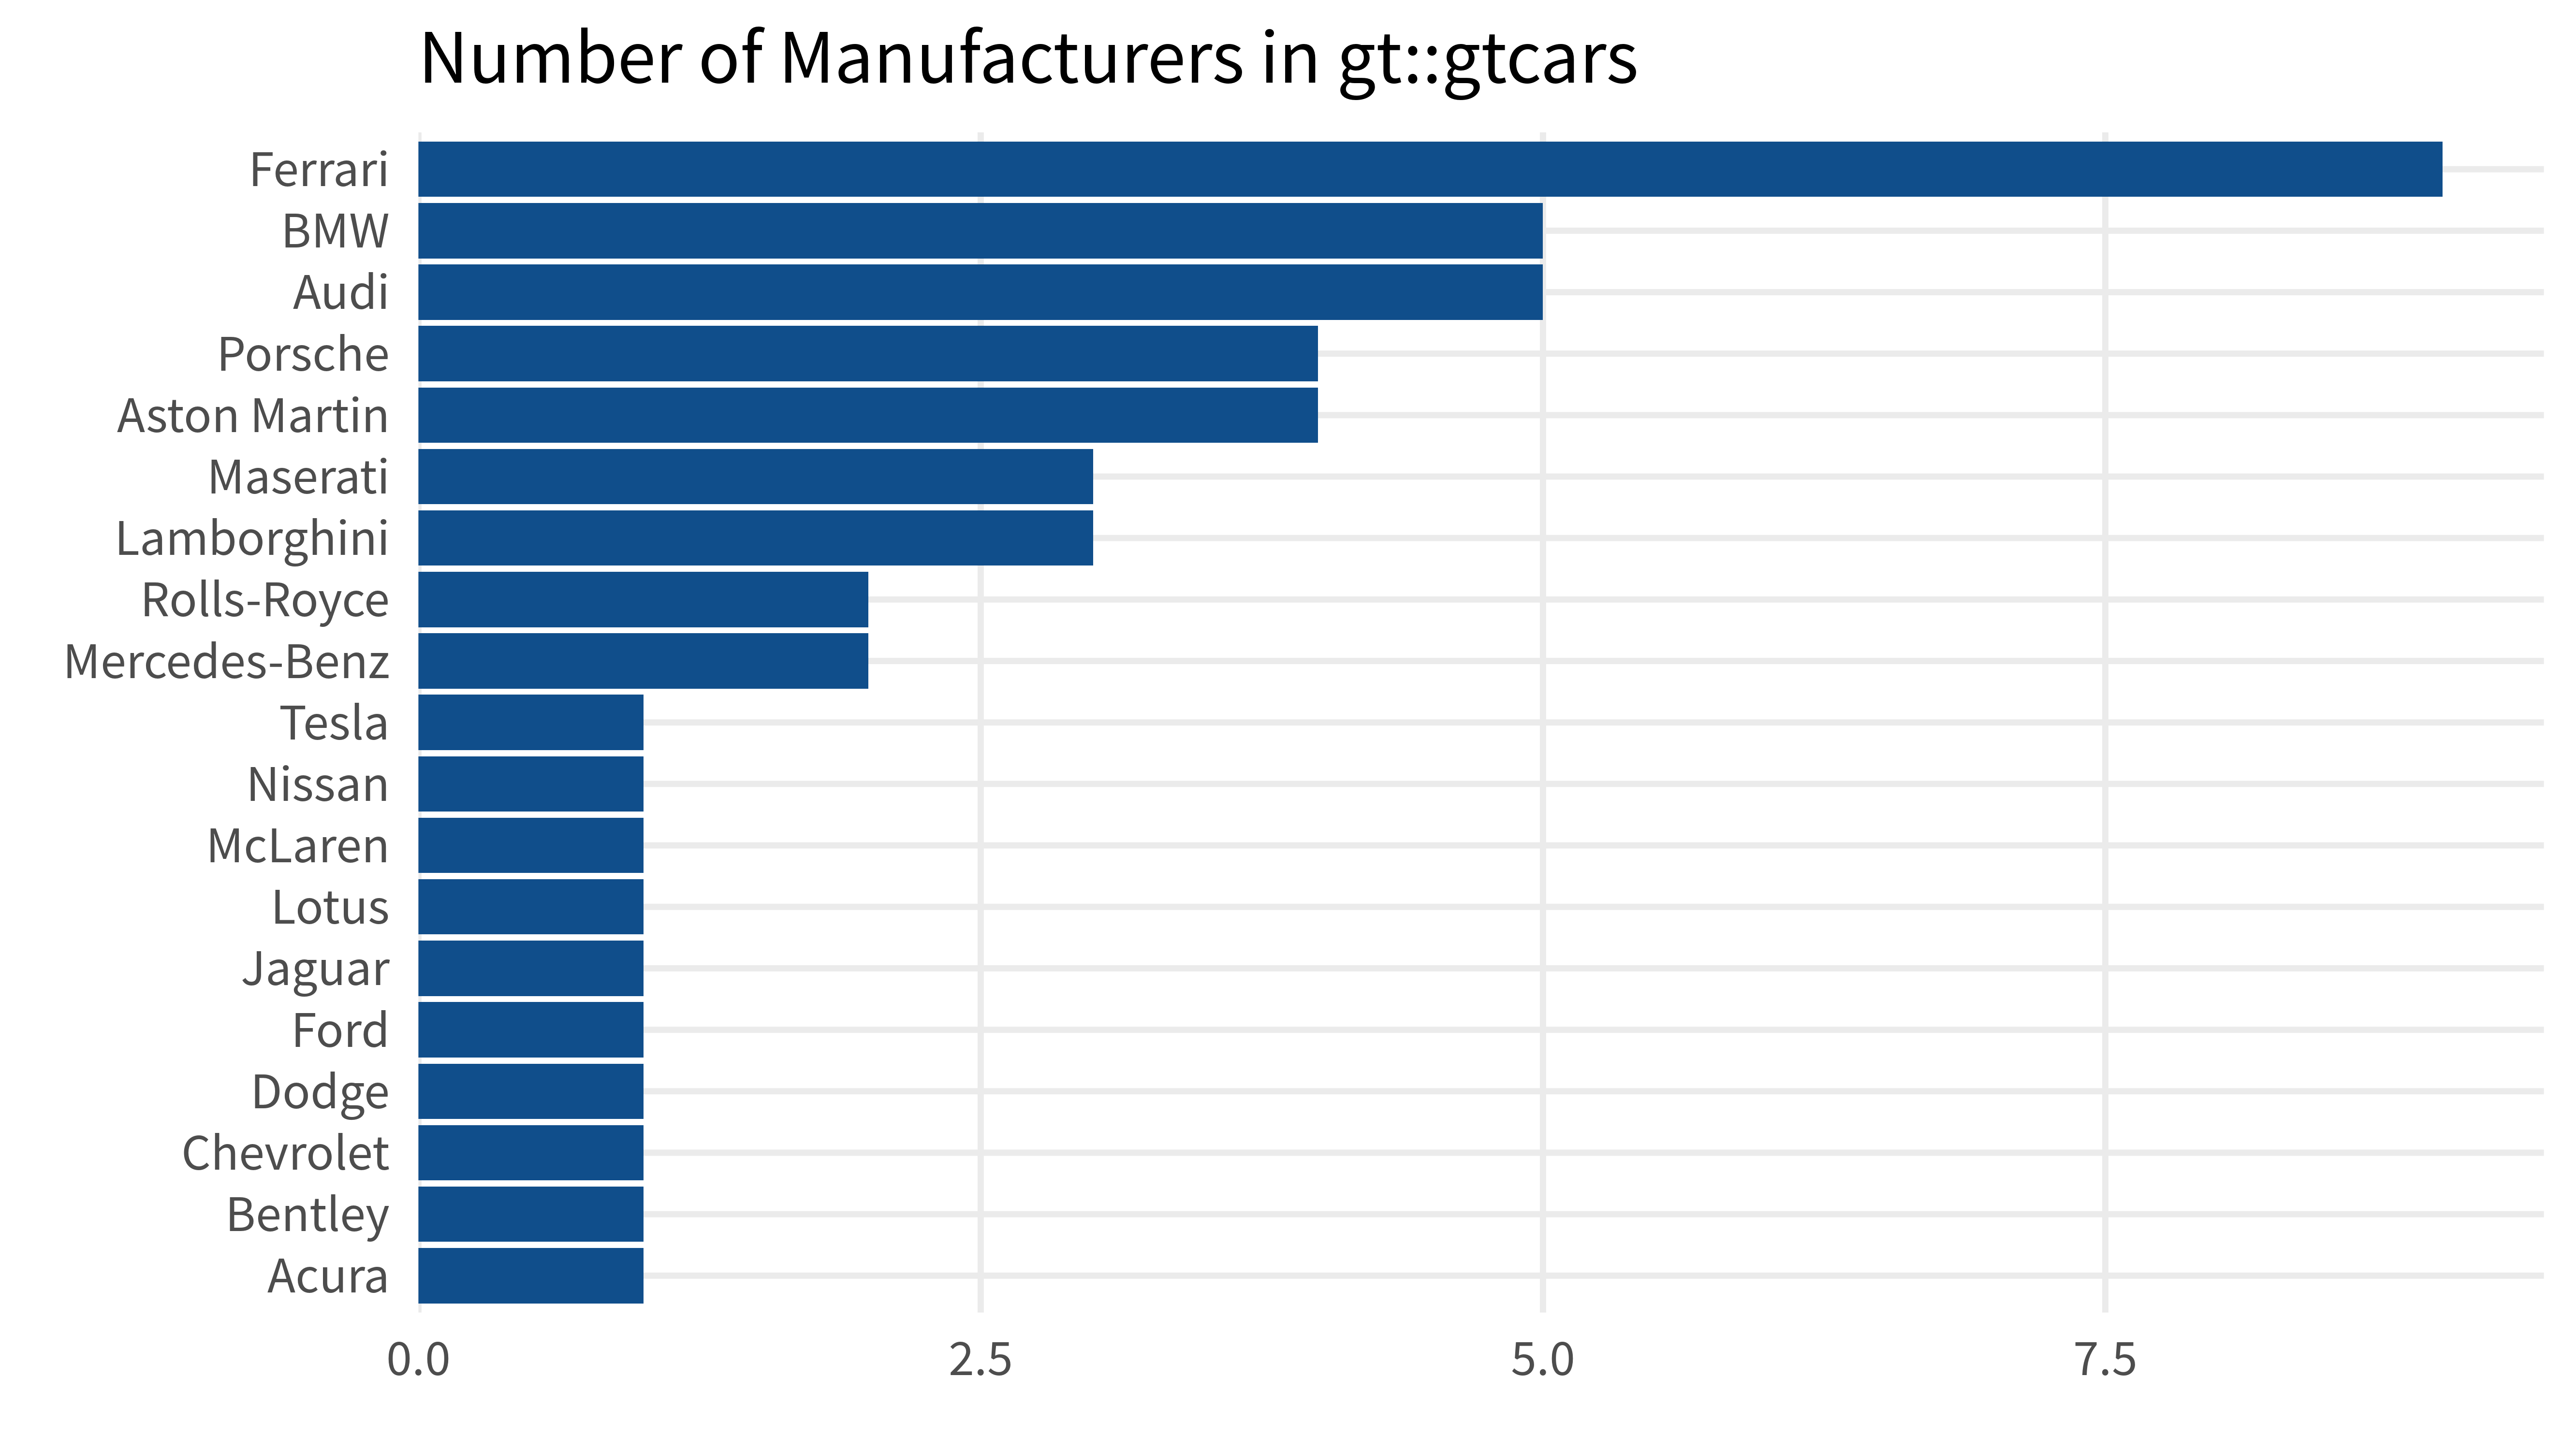 Number of Manufacturers in gt::gtcars
Ferrari
BMW
Audi
Porsche
Aston Martin
Maserati
Lamborghini
Rolls-Royce
Mercedes-Benz
Tesla
Nissan
McLaren
Lotus
Jaguar
Ford
Dodge
Chevrolet
Bentley
Acura
0.0 2.5 5.0 7.5